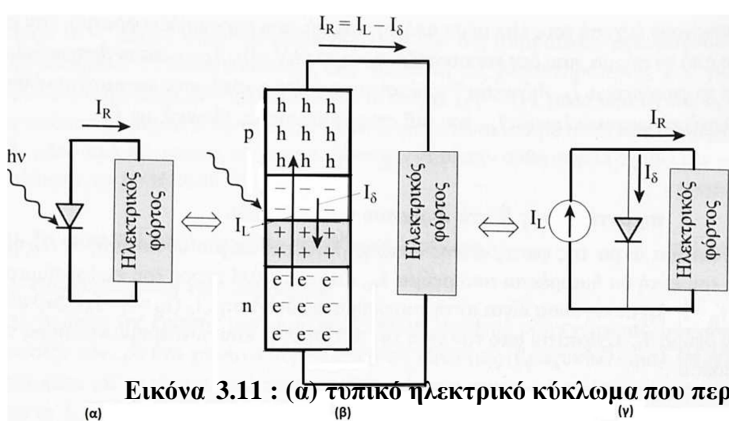 I_R = I_L – I_δ
I_R
hν
Ηλεκτρικός
φόρτος
p
h h h
h h h
h h h
– – –
– – –
I_L
I_δ
+ + +
+ + +
n
e⁻ e⁻ e⁻
e⁻ e⁻ e⁻
e⁻ e⁻ e⁻
Ηλεκτρικός
φόρτος
I_R
I_L
I_δ
Ηλεκτρικός
φόρτος
Εικόνα 3.11 : (α) τυπικό ηλεκτρικό κύκλωμα που περ
(α)
(β)
(γ)